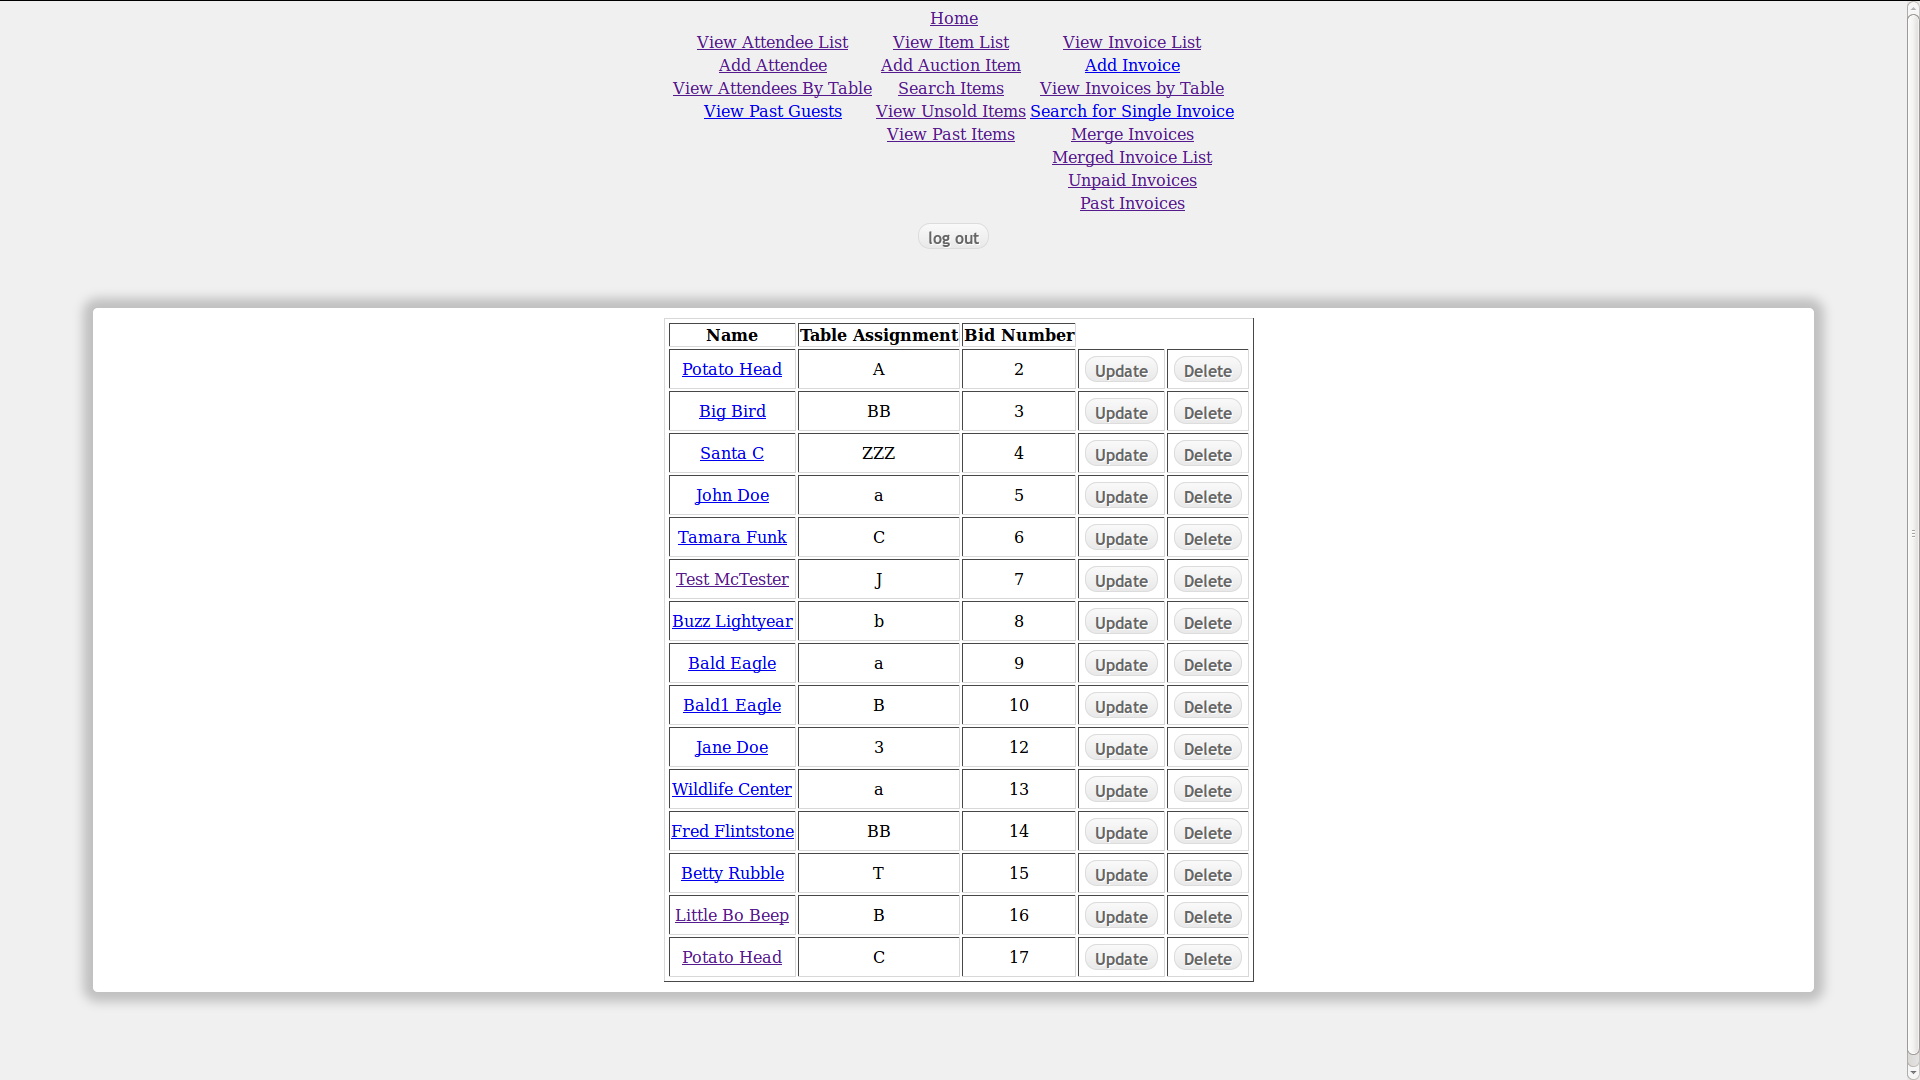 Home
View Attendee List View Item List View Invoice List
Add Attendee Add Auction Item Add Invoice
View Attendees By Table Search Items View Invoices by Table
View Past Guests View Unsold Items Search for Single Invoice
View Past Items Merge Invoices
Merged Invoice List
Unpaid Invoices
Past Invoices
log out
Name Table Assignment Bid Number
Potato Head A 2 Update Delete
Big Bird BB 3 Update Delete
Santa C ZZZ 4 Update Delete
John Doe a 5 Update Delete
Tamara Funk C 6 Update Delete
Test McTester J 7 Update Delete
Buzz Lightyear b 8 Update Delete
Bald Eagle a 9 Update Delete
Bald1 Eagle B 10 Update Delete
Jane Doe 3 12 Update Delete
Wildlife Center a 13 Update Delete
Fred Flintstone BB 14 Update Delete
Betty Rubble T 15 Update Delete
Little Bo Beep B 16 Update Delete
Potato Head C 17 Update Delete